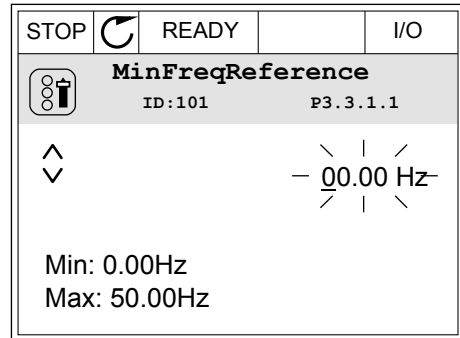 STOP READY I/O
MinFreqReference
ID:101 P3.3.1.1
00.00 Hz
Min: 0.00Hz
Max: 50.00Hz